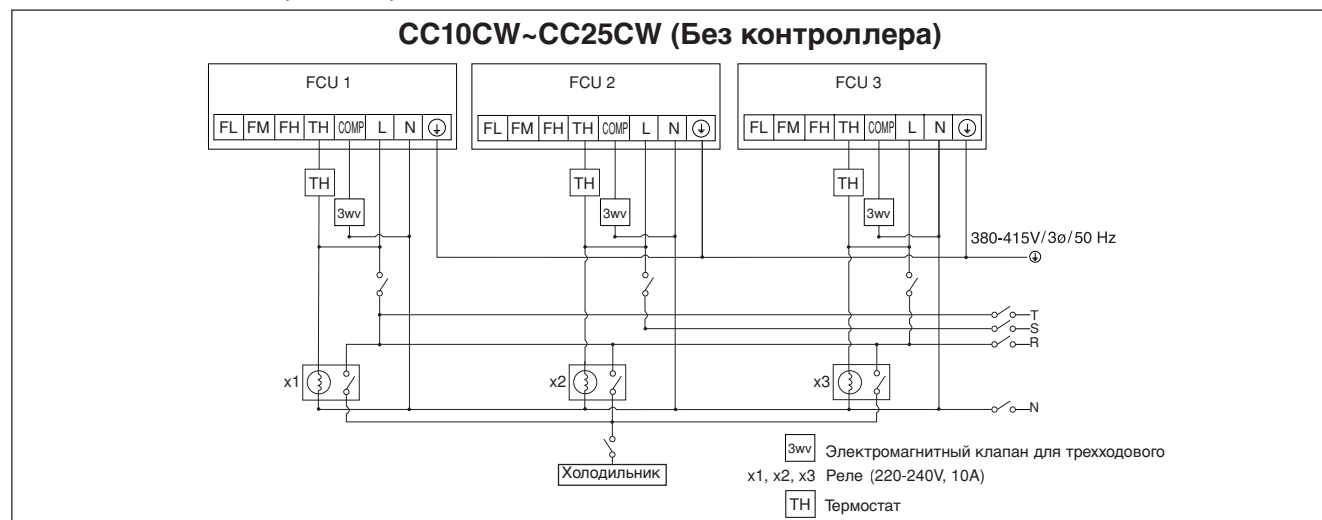 CC10CW~CC25CW (Без контроллера)
FCU 1
FCU 2
FCU 3
FL FM FH TH COMP L N
FL FM FH TH COMP L N
FL FM FH TH COMP L N
TH
TH
TH
3wv
3wv
3wv
380-415V/3ø/50 Hz
T
S
R
x1
x2
x3
N
Холодильник
3wv Электромагнитный клапан для трехходового
x1, x2, x3 Реле (220-240V, 10A)
TH Термостат